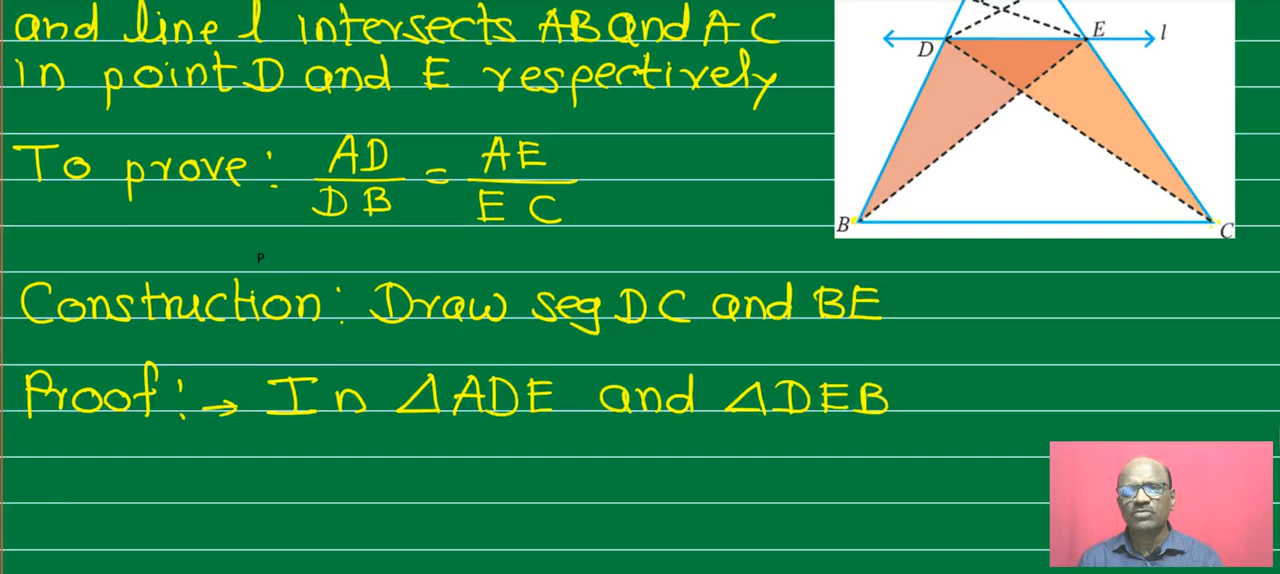 and line l intersects AB and AC
in point D and E respectively
To prove: AD/DB = AE/EC
P
Construction: Draw seg DC and BE
Proof: → In △ADE and △DEB
D E l
B C